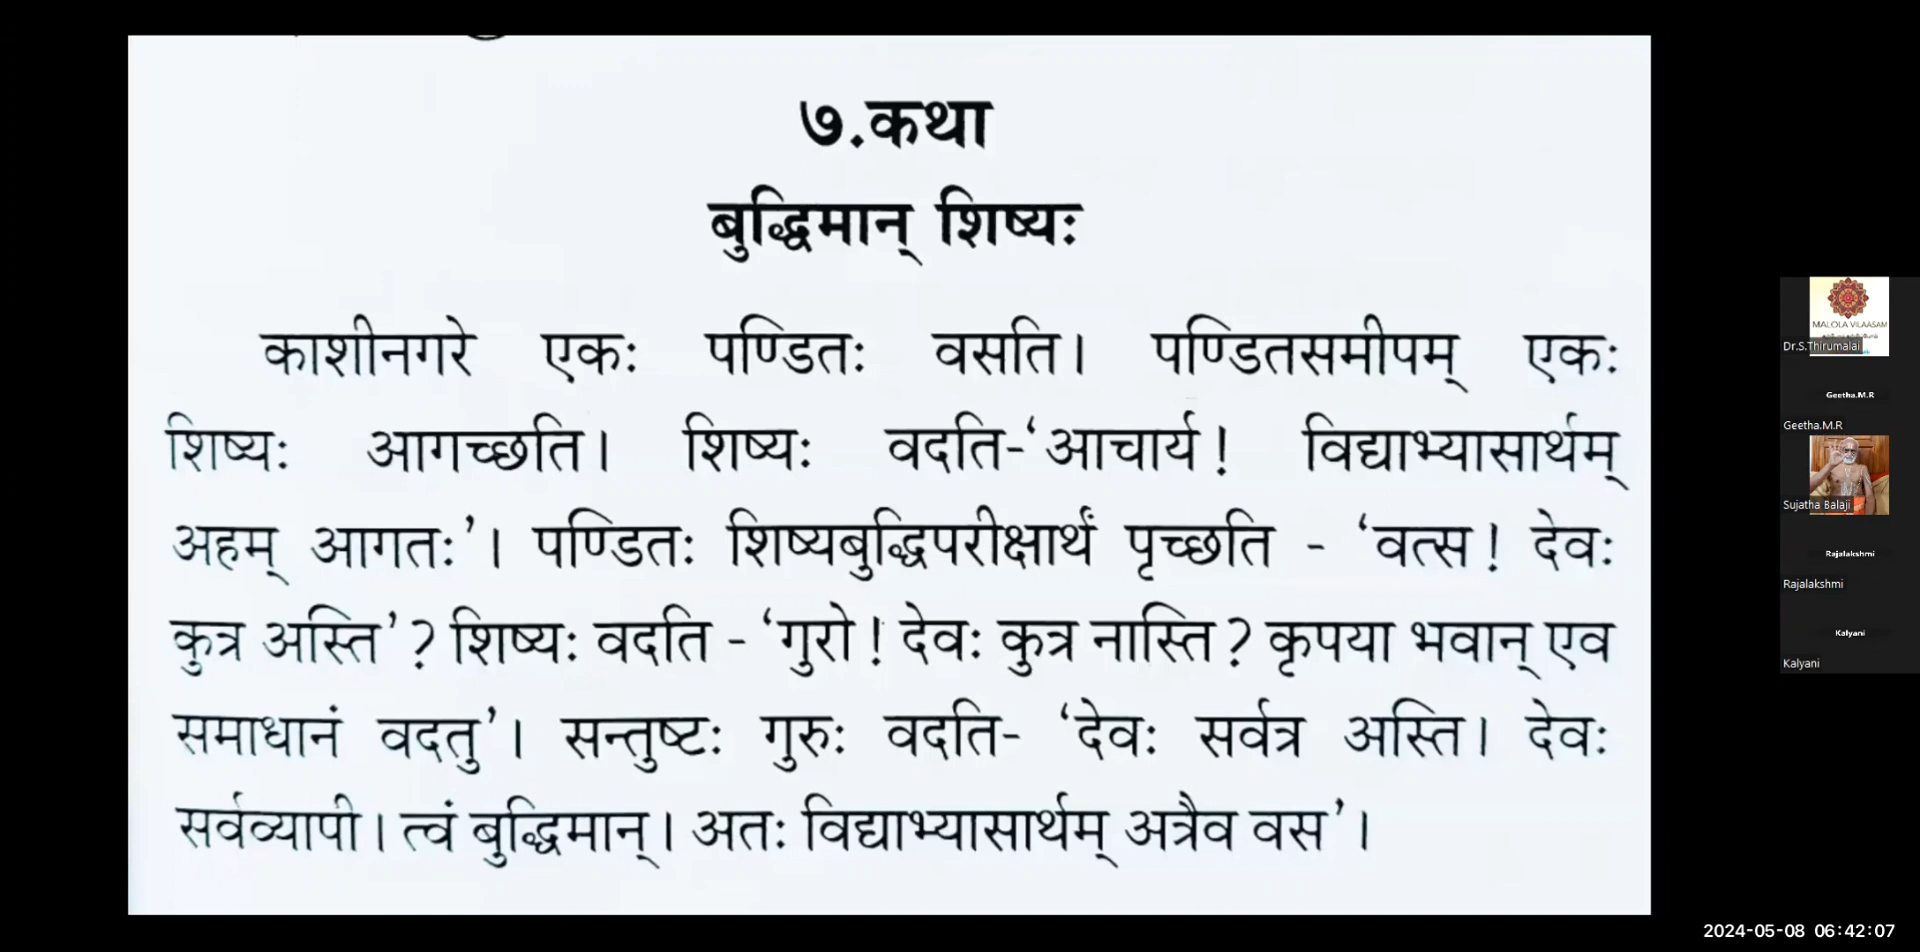 ७.कथा
बुद्धिमान् शिष्यः
काशीनगरे एकः पण्डितः वसति। पण्डितसमीपम् एकः
शिष्यः आगच्छति। शिष्यः वदति-‘आचार्य! विद्याभ्यासार्थम्
अहम् आगतः’। पण्डितः शिष्यबुद्धिपरीक्षार्थं पृच्छति - ‘वत्स! देवः
कुत्र अस्ति’? शिष्यः वदति - ‘गुरो! देवः कुत्र नास्ति? कृपया भवान् एव
समाधानं वदतु’। सन्तुष्टः गुरुः वदति- ‘देवः सर्वत्र अस्ति। देवः
सर्वव्यापी। त्वं बुद्धिमान्। अतः विद्याभ्यासार्थम् अत्रैव वस’।
MALOLA VILAASAM
Dr.S.Thirumalai
Geetha.M.R
Geetha.M.R
Sujatha Balaji
Rajalakshmi
Rajalakshmi
Kalyani
Kalyani
2024-05-08 06:42:07